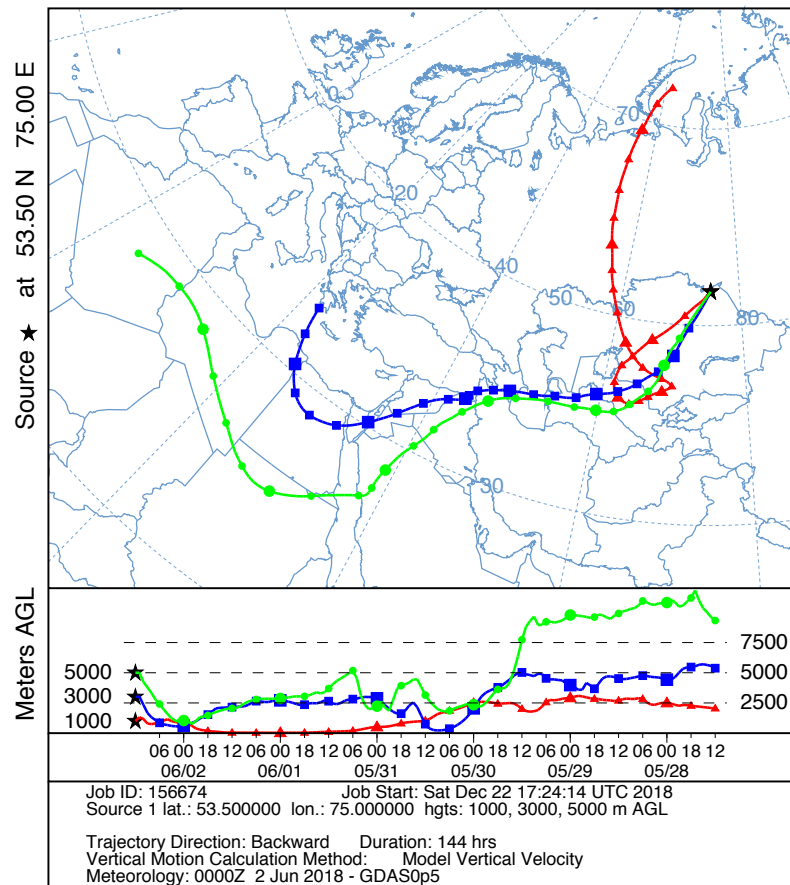 Source ★ at 53.50 N 75.00 E
0
70
20
40
50
60
80
30
Meters AGL
7500
5000 5000
3000
2500
1000
06 00 18 12 06 00 18 12 06 00 18 12 06 00 18 12 06 00 18 12 06 00 18 12
06/02 06/01 05/31 05/30 05/29 05/28
Job ID: 156674 Job Start: Sat Dec 22 17:24:14 UTC 2018
Source 1 lat.: 53.500000 lon.: 75.000000 hgts: 1000, 3000, 5000 m AGL
Trajectory Direction: Backward Duration: 144 hrs
Vertical Motion Calculation Method: Model Vertical Velocity
Meteorology: 0000Z 2 Jun 2018 - GDAS0p5